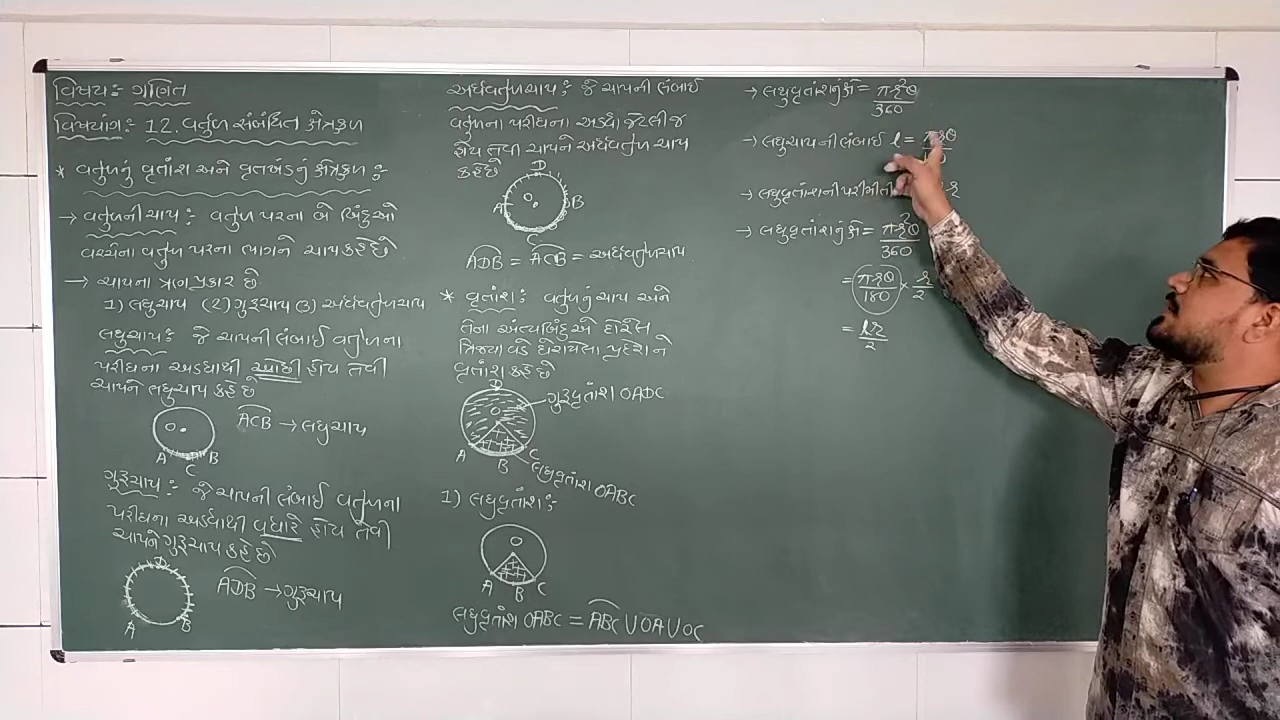 વિષય:- ગણિત
વિષયાંગ:- 12. વર્તુળ સંબંધિત ક્ષેત્રફળ
* વર્તુળનું વૃતાંશ અને વૃતખંડનું ક્ષેત્રફળ :-
→ વર્તુળની ચાપ :- વર્તુળ પરના બે બિંદુઓ
વચ્ચેના વર્તુળ પરના ભાગને ચાપ કહે છે
→ ચાપના ત્રણ પ્રકાર છે
1) લઘુચાપ (2) ગુરૂચાપ (3) અર્ધવર્તુળચાપ
લઘુચાપ :- જે ચાપની લંબાઈ વર્તુળના
પરીઘના અડધાથી ઓછી હોય તેવી
ચાપને લઘુચાપ કહે છે
O
A B
C
ACB → લઘુચાપ
ગુરૂચાપ :- જે ચાપની લંબાઈ વર્તુળના
પરીઘના અડધાથી વધારે હોય તેવી
ચાપને ગુરૂચાપ કહે છે
D
A B
ADB → ગુરૂચાપ
અર્ધવર્તુળચાપ :- જે ચાપની લંબાઈ
વર્તુળના પરીઘના અડધા જેટલી જ
હોય તેવી ચાપને અર્ધવર્તુળ ચાપ
કહે છે
D
O
A B
C
ADB = ACB = અર્ધવર્તુળચાપ
* વૃતાંશ :- વર્તુળનું ચાપ અને
તેના અંત્યબિંદુએ દોરેલ
ત્રિજ્યા વડે ઘેરાયેલા પ્રદેશને
વૃતાંશ કહે છે
D
O
ગુરૂવૃતાંશ OADC
A B C
લઘુવૃતાંશ OABC
1) લઘુવૃતાંશ :-
O
A B C
લઘુવૃતાંશ OABC = ABC ∪ OA ∪ OC
→ લઘુવૃતાંશનું ક્ષે = πr²θ/360
→ લઘુચાપની લંબાઈ l = πrθ
→ લઘુવૃતાંશની પરીમીતી
→ લઘુવૃતાંશનું ક્ષે = πr²θ/360
= πrθ/180 × r/2
= lr/2